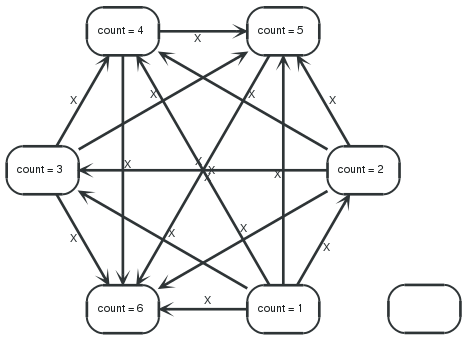 count = 4
count = 5
X
X
X
X
X
count = 3
X
X
X
X
count = 2
X
X
X
X
X
count = 6
X
count = 1